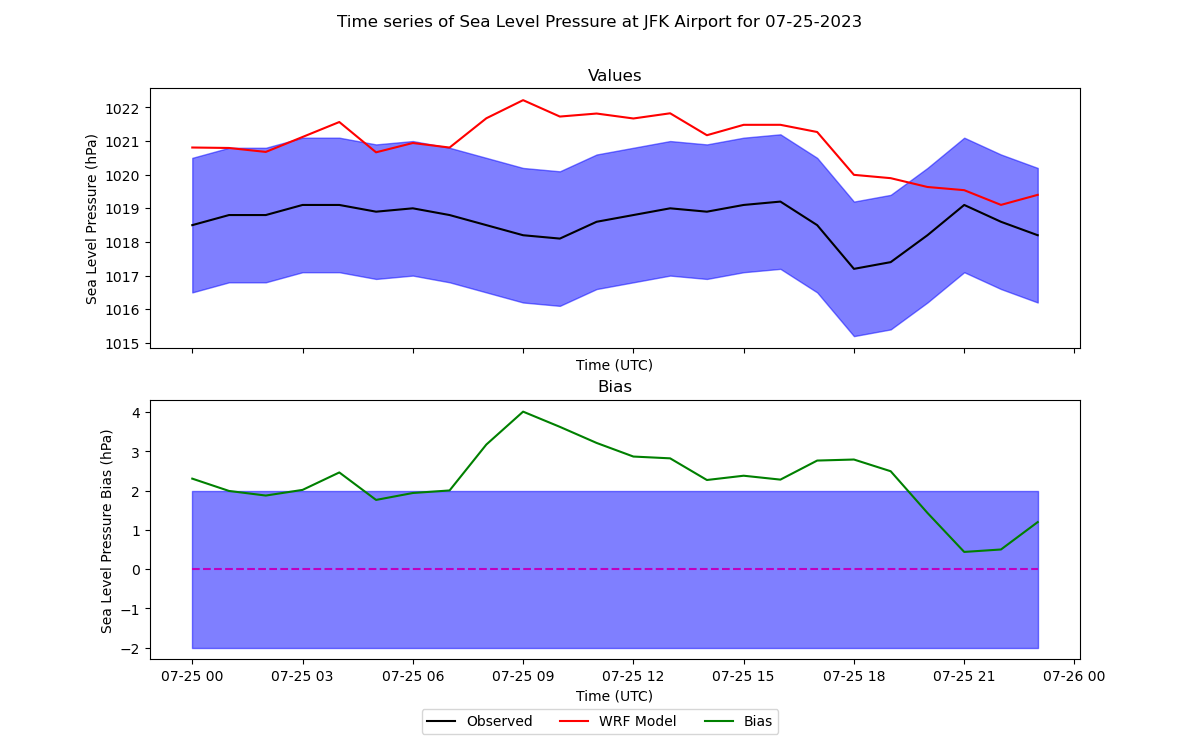 Time series of Sea Level Pressure at JFK Airport for 07-25-2023
Values
Sea Level Pressure (hPa)
1022
1021
1020
1019
1018
1017
1016
1015
Time (UTC)
Bias
Sea Level Pressure Bias (hPa)
4
3
2
1
0
−1
−2
07-25 00 07-25 03 07-25 06 07-25 09 07-25 12 07-25 15 07-25 18 07-25 21 07-26 00
Time (UTC)
Observed WRF Model Bias